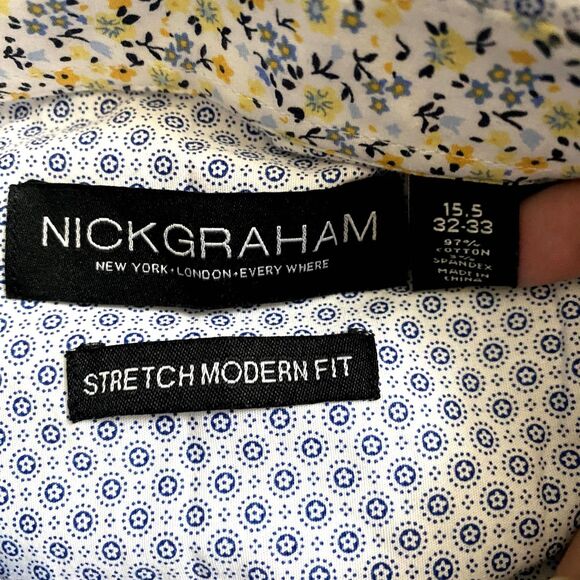 NICKGRAHAM
NEW YORK · LONDON · EVERY WHERE
15.5
32-33
97%
COTTON
3%
SPANDEX
MADE IN
CHINA
STRETCH MODERN FIT